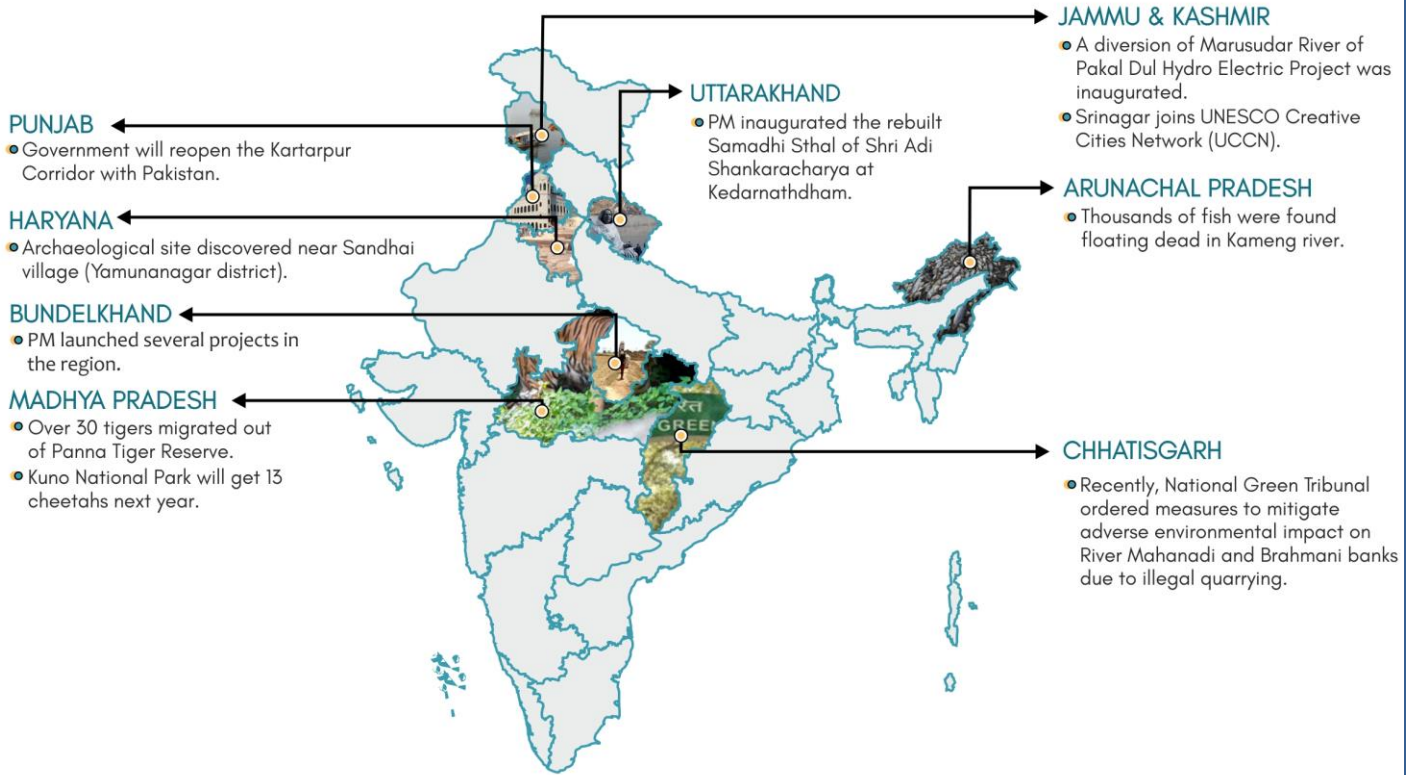 JAMMU & KASHMIR
A diversion of Marusudar River of
Pakal Dul Hydro Electric Project was
inaugurated.
Srinagar joins UNESCO Creative
Cities Network (UCCN).
UTTARAKHAND
PM inaugurated the rebuilt
Samadhi Sthal of Shri Adi
Shankaracharya at
Kedarnathdham.
PUNJAB
Government will reopen the Kartarpur
Corridor with Pakistan.
ARUNACHAL PRADESH
Thousands of fish were found
floating dead in Kameng river.
HARYANA
Archaeological site discovered near Sandhai
village (Yamunanagar district).
BUNDELKHAND
PM launched several projects in
the region.
MADHYA PRADESH
Over 30 tigers migrated out
of Panna Tiger Reserve.
Kuno National Park will get 13
cheetahs next year.
रत
GREE
CHHATISGARH
Recently, National Green Tribunal
ordered measures to mitigate
adverse environmental impact on
River Mahanadi and Brahmani banks
due to illegal quarrying.